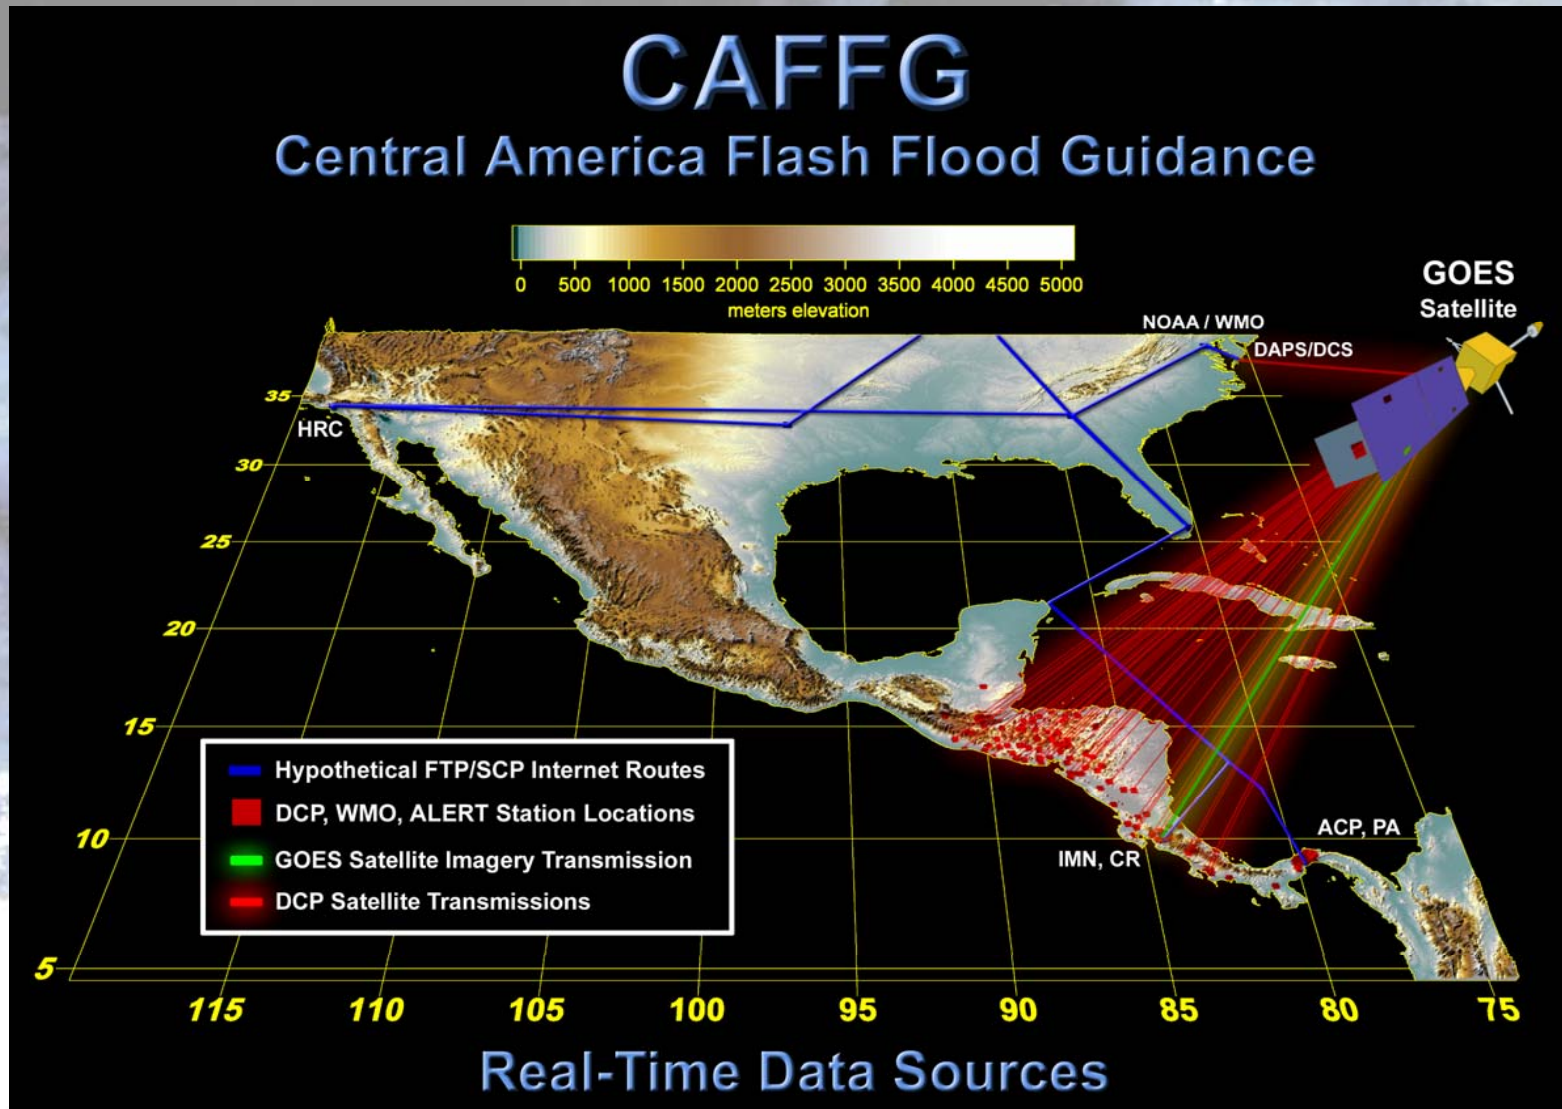 CAFFG
Central America Flash Flood Guidance
0 500 1000 1500 2000 2500 3000 3500 4000 4500 5000
meters elevation
GOES
Satellite
NOAA / WMO
DAPS/DCS
35
HRC
30
25
20
15
Hypothetical FTP/SCP Internet Routes
DCP, WMO, ALERT Station Locations
GOES Satellite Imagery Transmission
DCP Satellite Transmissions
ACP, PA
10
IMN, CR
5
115 110 105 100 95 90 85 80 75
Real-Time Data Sources